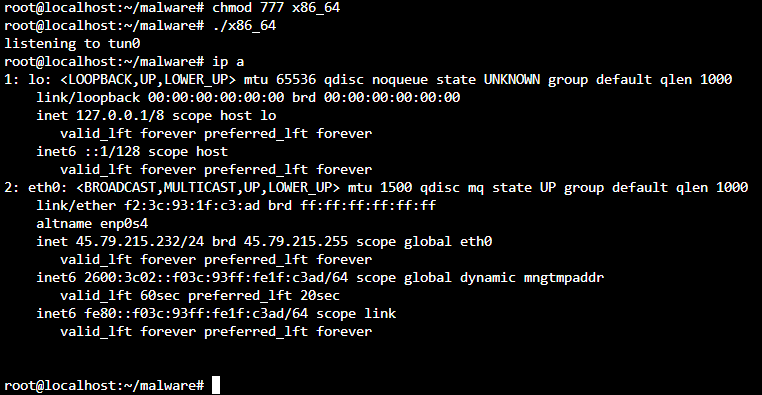 root@localhost:~/malware# chmod 777 x86_64
root@localhost:~/malware# ./x86_64
listening to tun0
root@localhost:~/malware# ip a
1: lo: <LOOPBACK,UP,LOWER_UP> mtu 65536 qdisc noqueue state UNKNOWN group default qlen 1000
    link/loopback 00:00:00:00:00:00 brd 00:00:00:00:00:00
    inet 127.0.0.1/8 scope host lo
       valid_lft forever preferred_lft forever
    inet6 ::1/128 scope host
       valid_lft forever preferred_lft forever
2: eth0: <BROADCAST,MULTICAST,UP,LOWER_UP> mtu 1500 qdisc mq state UP group default qlen 1000
    link/ether f2:3c:93:1f:c3:ad brd ff:ff:ff:ff:ff:ff
    altname enp0s4
    inet 45.79.215.232/24 brd 45.79.215.255 scope global eth0
       valid_lft forever preferred_lft forever
    inet6 2600:3c02::f03c:93ff:fe1f:c3ad/64 scope global dynamic mngtmpaddr
       valid_lft 60sec preferred_lft 20sec
    inet6 fe80::f03c:93ff:fe1f:c3ad/64 scope link
       valid_lft forever preferred_lft forever
root@localhost:~/malware#